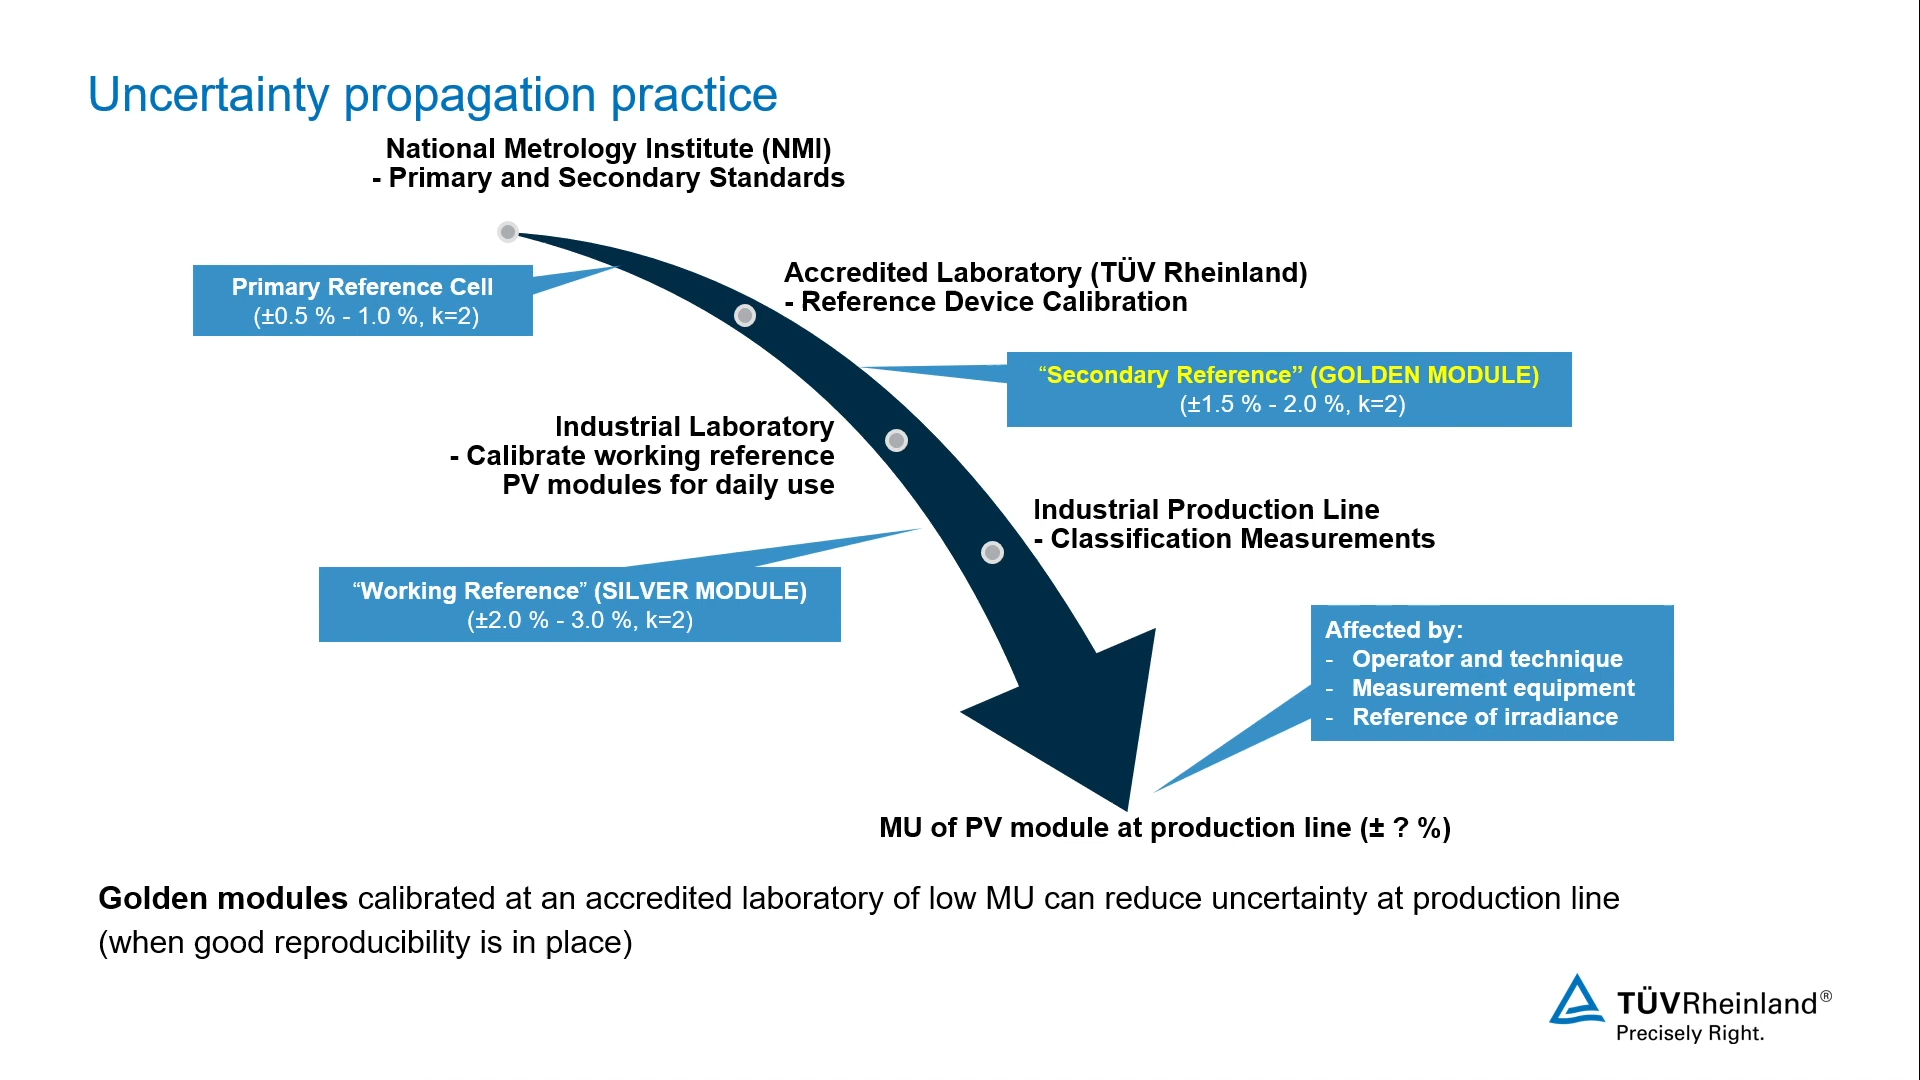 Uncertainty propagation practice
National Metrology Institute (NMI)
- Primary and Secondary Standards
Primary Reference Cell
(±0.5 % - 1.0 %, k=2)
Accredited Laboratory (TÜV Rheinland)
- Reference Device Calibration
“Secondary Reference” (GOLDEN MODULE)
(±1.5 % - 2.0 %, k=2)
Industrial Laboratory
- Calibrate working reference
PV modules for daily use
Industrial Production Line
- Classification Measurements
“Working Reference” (SILVER MODULE)
(±2.0 % - 3.0 %, k=2)
Affected by:
- Operator and technique
- Measurement equipment
- Reference of irradiance
MU of PV module at production line (± ? %)
Golden modules calibrated at an accredited laboratory of low MU can reduce uncertainty at production line
(when good reproducibility is in place)
TÜVRheinland®
Precisely Right.